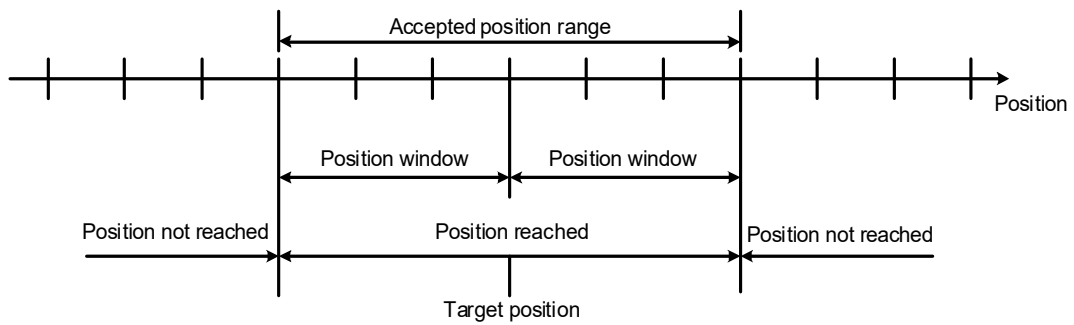 Accepted position range
Position
Position window
Position window
Position not reached
Position reached
Position not reached
Target position